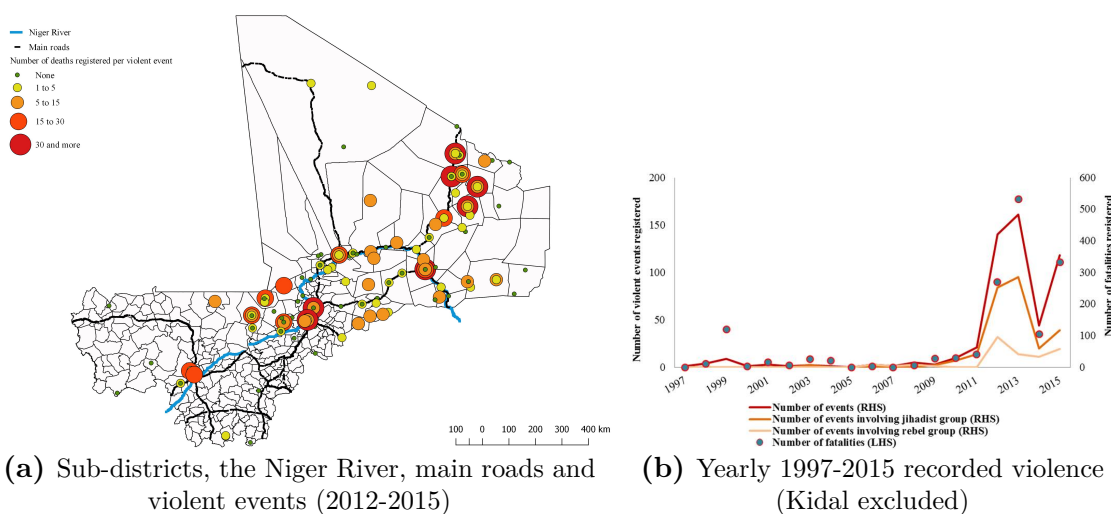 Niger River
Main roads
Number of deaths registered per violent event
None
1 to 5
5 to 15
15 to 30
30 and more
100 0 100 200 300 400 km
(a) Sub-districts, the Niger River, main roads and
violent events (2012-2015)
Number of violent events registered
200
150
100
50
0
600
500
400
300
200
100
0
Number of fatalities registered
1997
1999
2001
2003
2005
2007
2009
2011
2013
2015
Number of events (RHS)
Number of events involving jihadist group (RHS)
Number of events involving rebel group (RHS)
Number of fatalities (LHS)
(b) Yearly 1997-2015 recorded violence
(Kidal excluded)